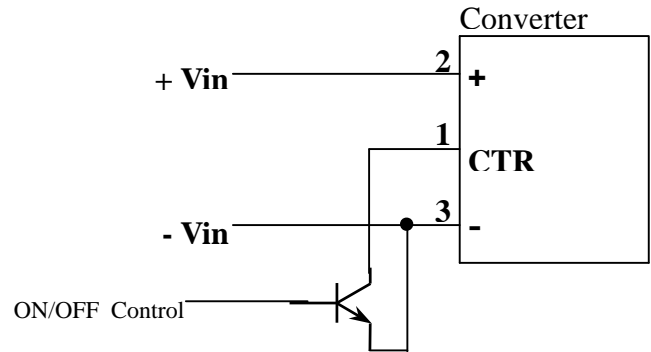 Converter
+ Vin 2 +
1
CTR
- Vin 3 -
ON/OFF Control